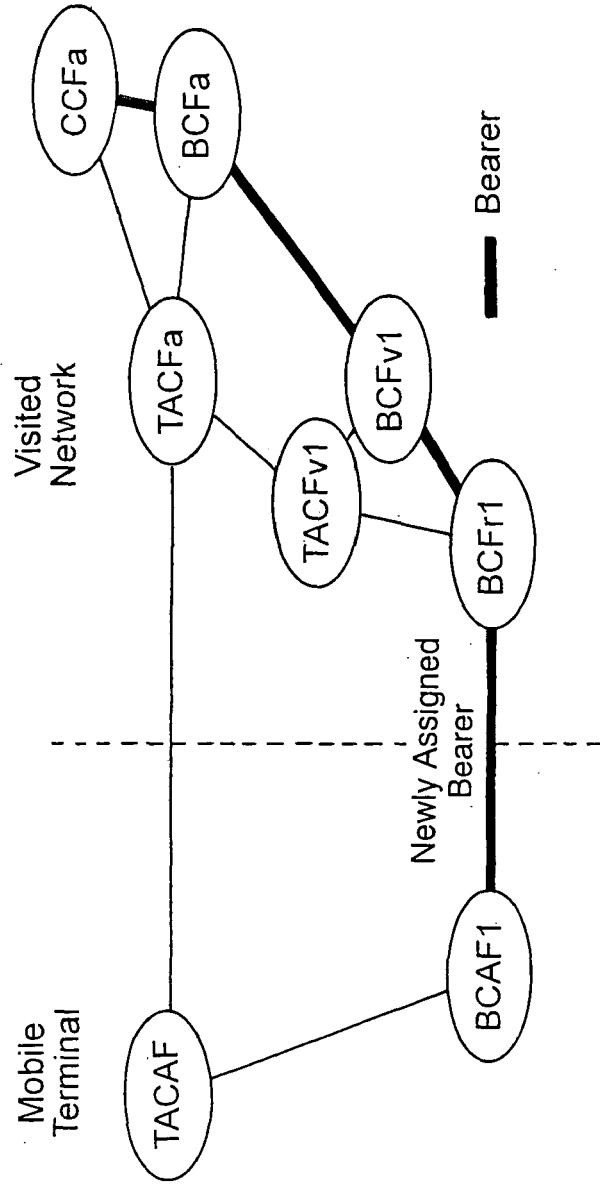 Mobile
Terminal
Visited
Network
TACAF
TACFa
CCFa
BCFa
TACFv1
BCFv1
Newly Assigned
Bearer
BCAF1
BCFr1
Bearer